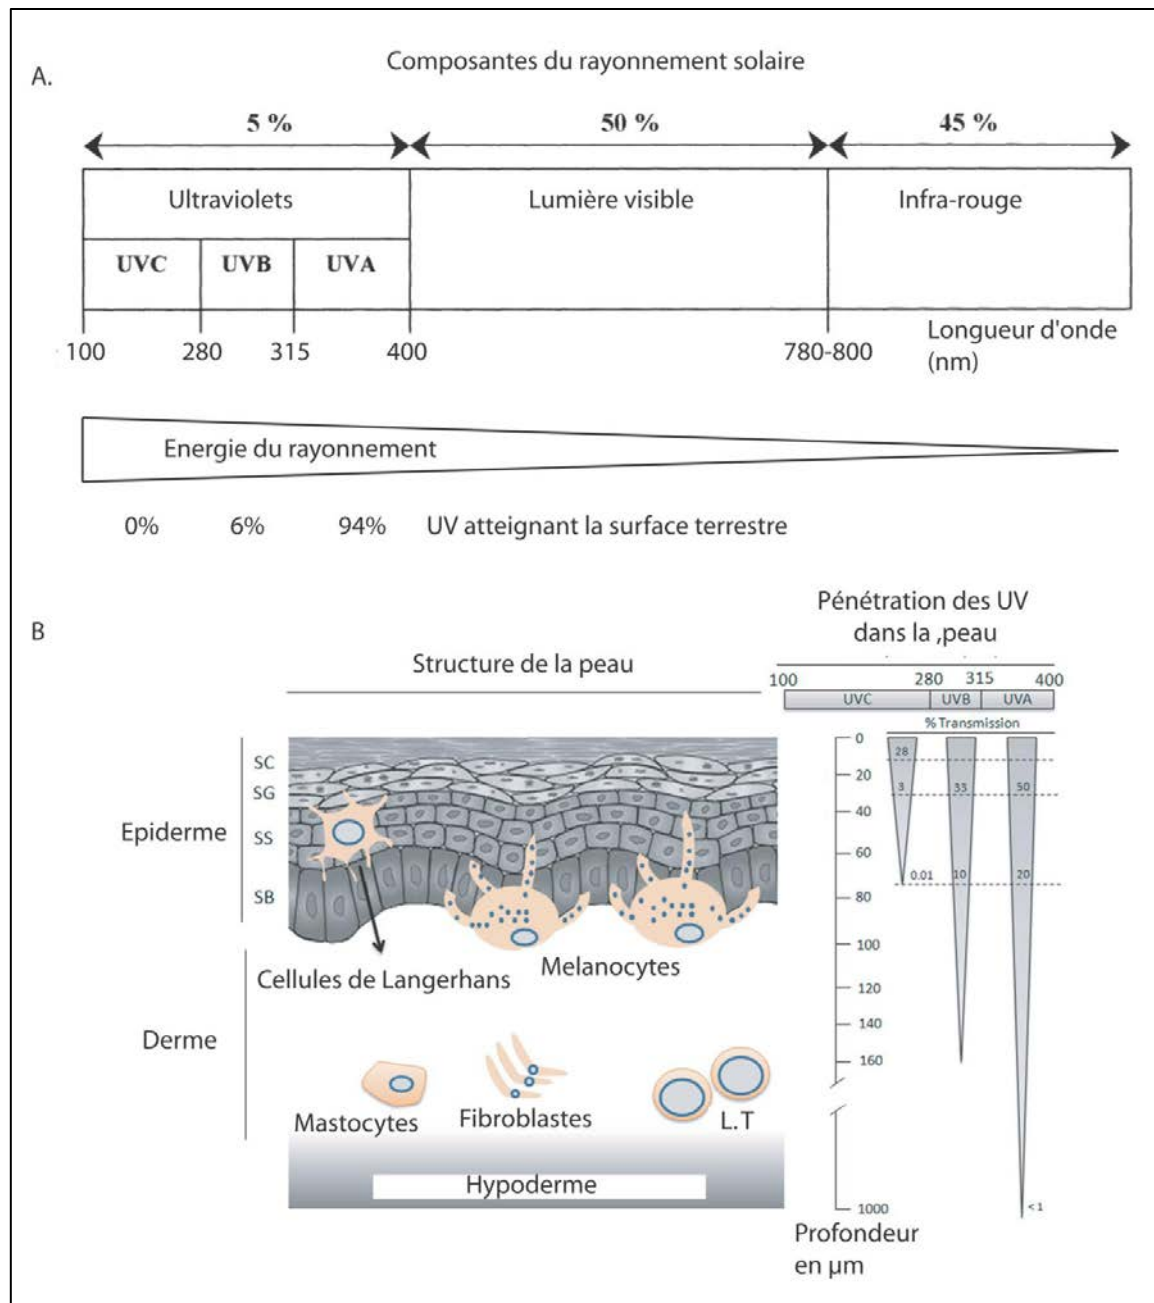 A.
Composantes du rayonnement solaire
5 % 50 % 45 %
Ultraviolets Lumière visible Infra-rouge
UVC UVB UVA
100 280 315 400 780-800 Longueur d'onde
(nm)
Energie du rayonnement
0% 6% 94% UV atteignant la surface terrestre
B
Structure de la peau
Pénétration des UV
dans la ,peau
100 280 315 400
UVC UVB UVA
% Transmission
Epiderme
SC
SG
SS
SB
Cellules de Langerhans
Melanocytes
Derme
Mastocytes
Fibroblastes
L.T
Hypoderme
0
20
40
60
80
100
120
140
160
1000
28
3 33 50
0.01 10 20
< 1
Profondeur
en µm